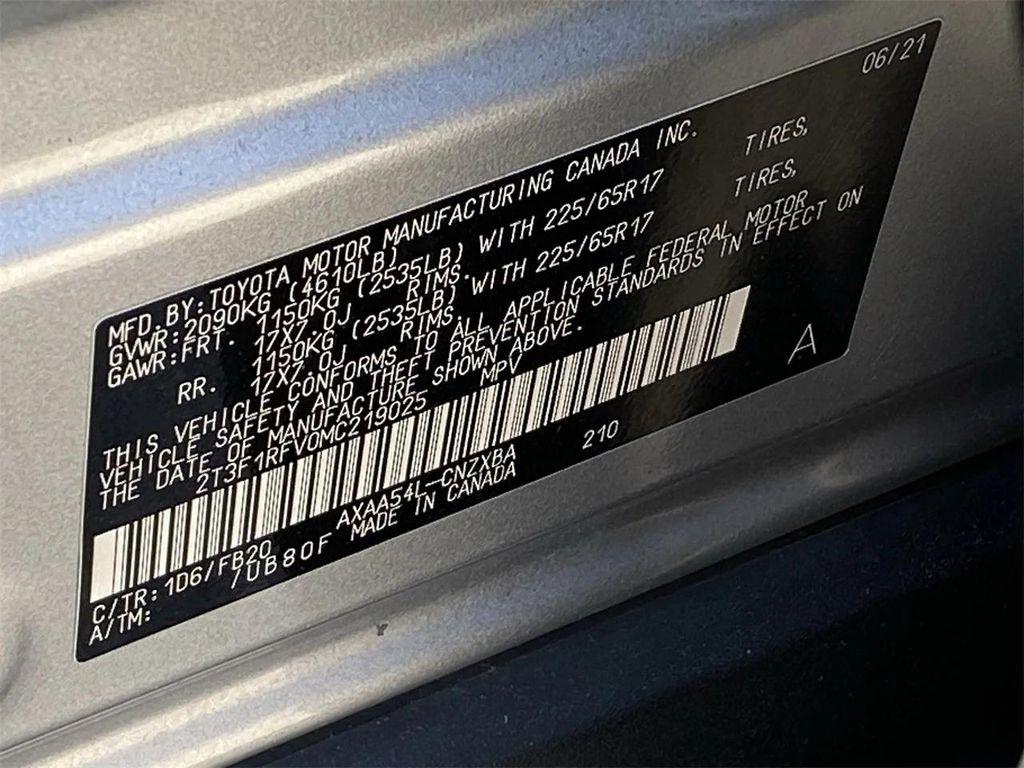 06/21
MFD. BY: TOYOTA MOTOR MANUFACTURING CANADA INC.
GVWR: 2090KG (4610LB)
GAWR: FRT. 1150KG (2535LB) WITH 225/65R17 TIRES,
17X7.0J RIMS.
RR. 1150KG (2535LB) WITH 225/65R17 TIRES,
17X7.0J RIMS.
THIS VEHICLE CONFORMS TO ALL APPLICABLE FEDERAL MOTOR
VEHICLE SAFETY AND THEFT PREVENTION STANDARDS IN EFFECT ON
THE DATE OF MANUFACTURE SHOWN ABOVE.
2T3F1RFV0MC219025 MPV
A
C/TR: 1D6/FB20 AXAA54L-CNZXBA 210
A/TM: /UB80F MADE IN CANADA